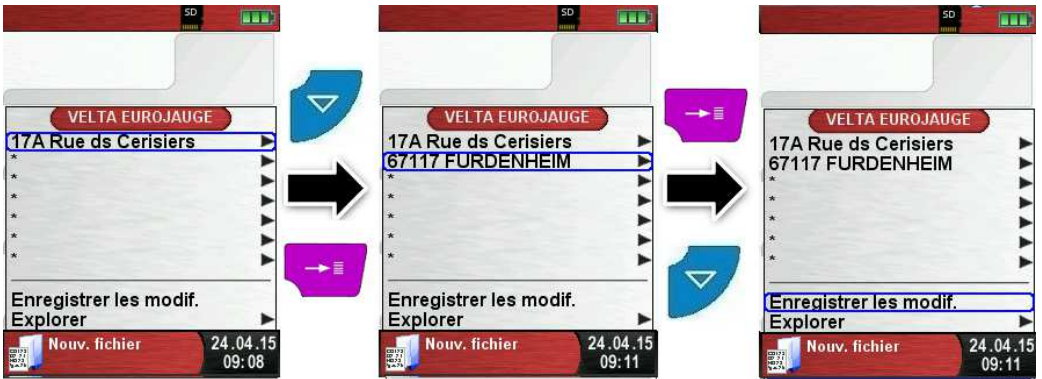 SD
VELTA EUROJAUGE
17A Rue ds Cerisiers
*
*
*
*
*
*
Enregistrer les modif.
Explorer
Nouv. fichier
24.04.15
09:08
SD
VELTA EUROJAUGE
17A Rue ds Cerisiers
67117 FURDENHEIM
*
*
*
*
*
Enregistrer les modif.
Explorer
Nouv. fichier
24.04.15
09:11
SD
VELTA EUROJAUGE
17A Rue ds Cerisiers
67117 FURDENHEIM
*
*
*
*
*
Enregistrer les modif.
Explorer
Nouv. fichier
24.04.15
09:11